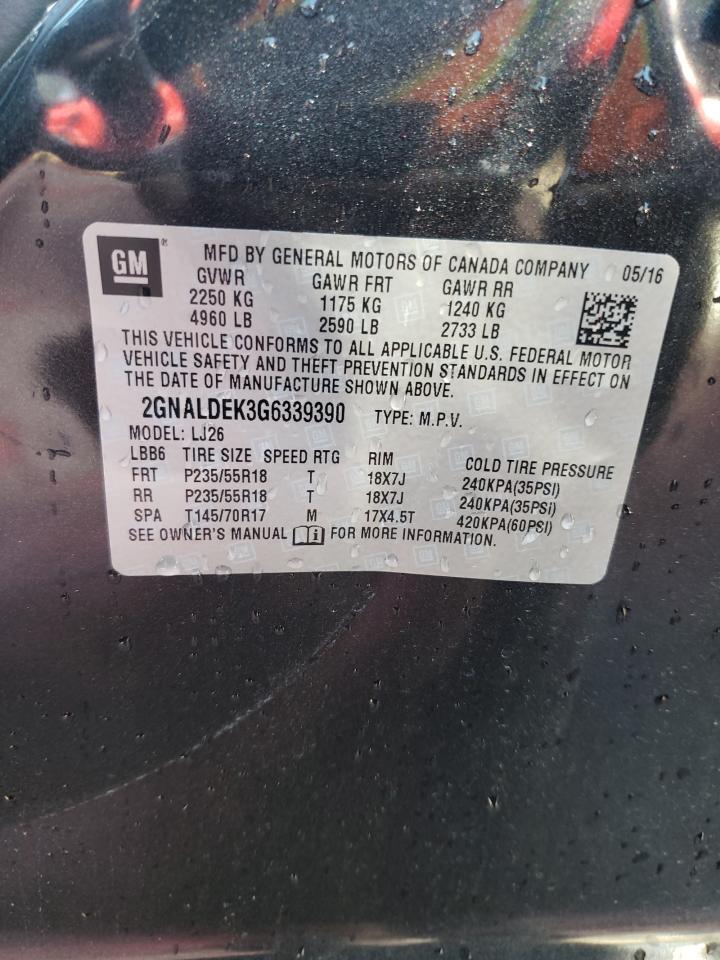 GM
MFD BY GENERAL MOTORS OF CANADA COMPANY 05/16
GVWR GAWR FRT GAWR RR
2250 KG 1175 KG 1240 KG
4960 LB 2590 LB 2733 LB
THIS VEHICLE CONFORMS TO ALL APPLICABLE U.S. FEDERAL MOTOR
VEHICLE SAFETY AND THEFT PREVENTION STANDARDS IN EFFECT ON
THE DATE OF MANUFACTURE SHOWN ABOVE.
2GNALDEK3G6339390 TYPE: M.P.V.
MODEL: LJ26
LBB6 TIRE SIZE SPEED RTG RIM COLD TIRE PRESSURE
FRT P235/55R18 T 18X7J 240KPA(35PSI)
RR P235/55R18 T 18X7J 240KPA(35PSI)
SPA T145/70R17 M 17X4.5T 420KPA(60PSI)
SEE OWNER'S MANUAL FOR MORE INFORMATION.